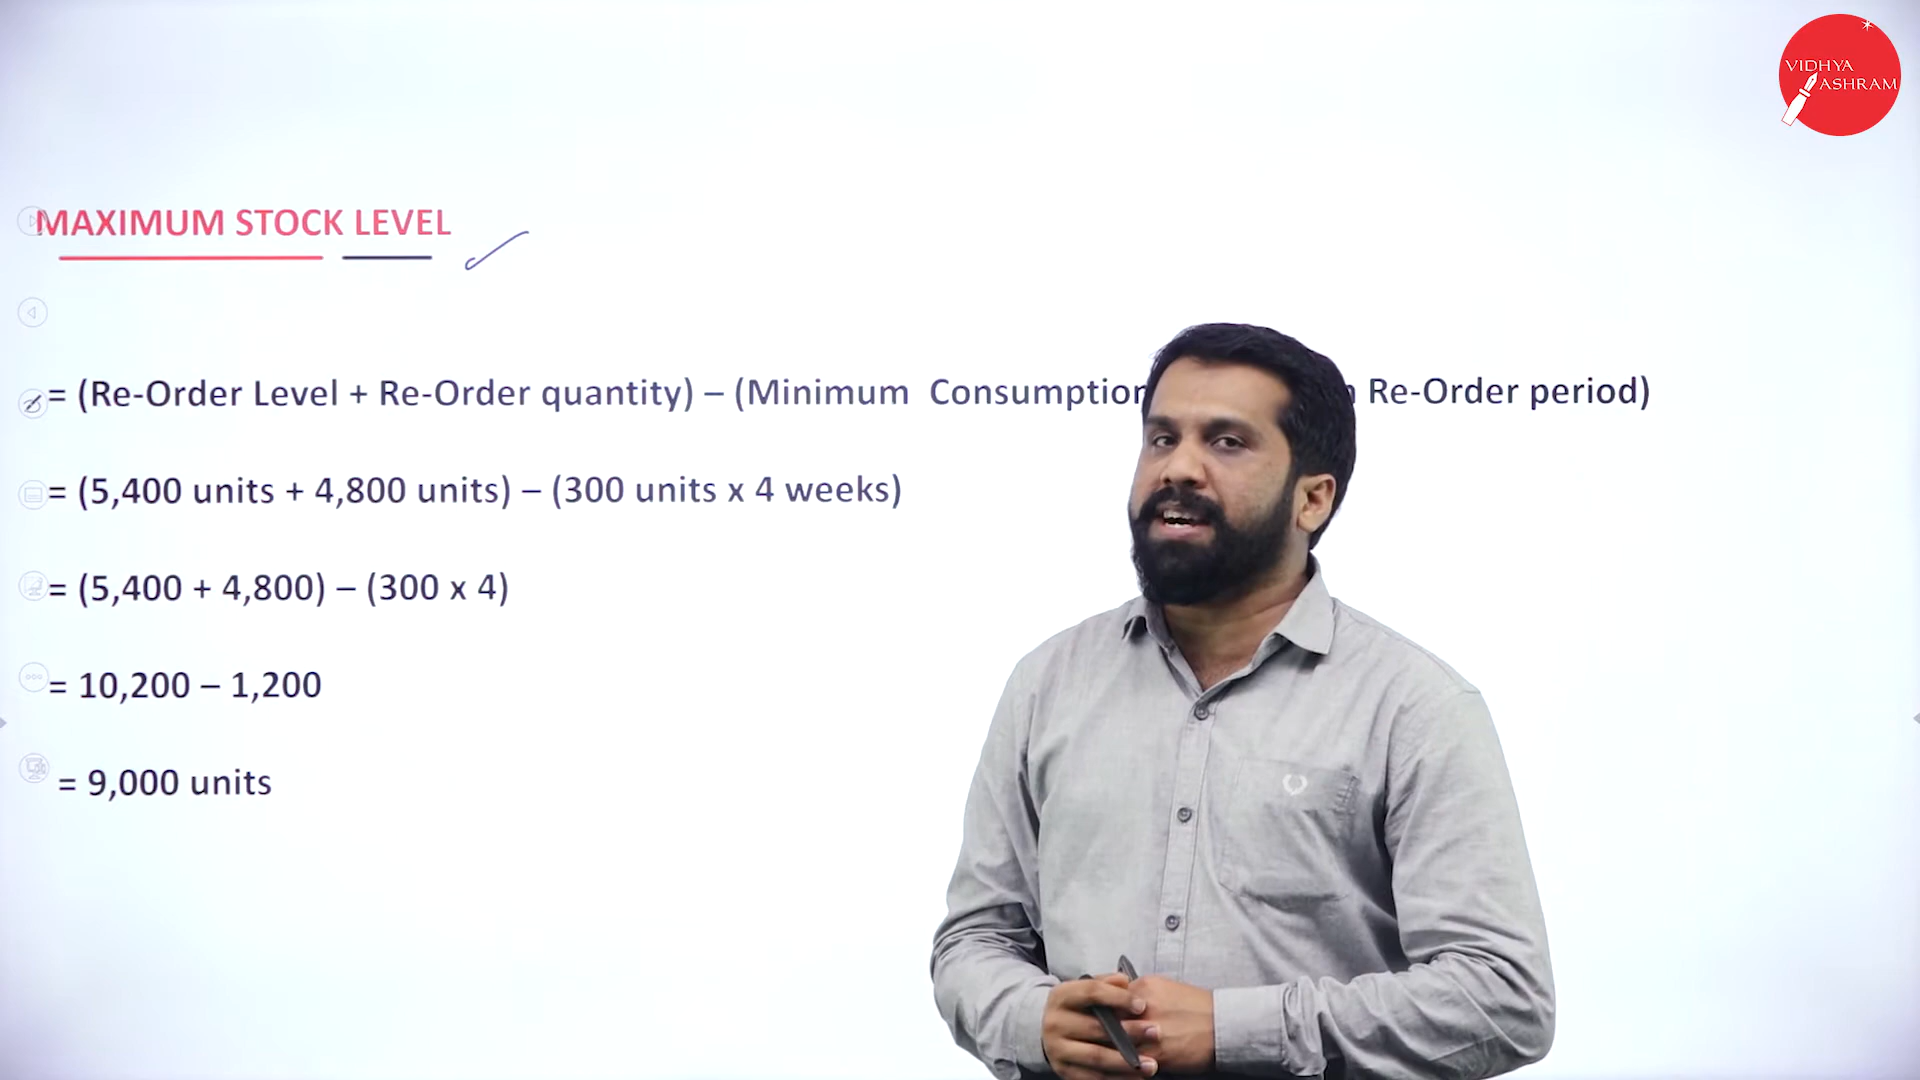 VIDHYA
ASHRAM
MAXIMUM STOCK LEVEL
= (Re-Order Level + Re-Order quantity) – (Minimum Consumption Re-Order period)
= (5,400 units + 4,800 units) – (300 units x 4 weeks)
= (5,400 + 4,800) – (300 x 4)
= 10,200 – 1,200
= 9,000 units